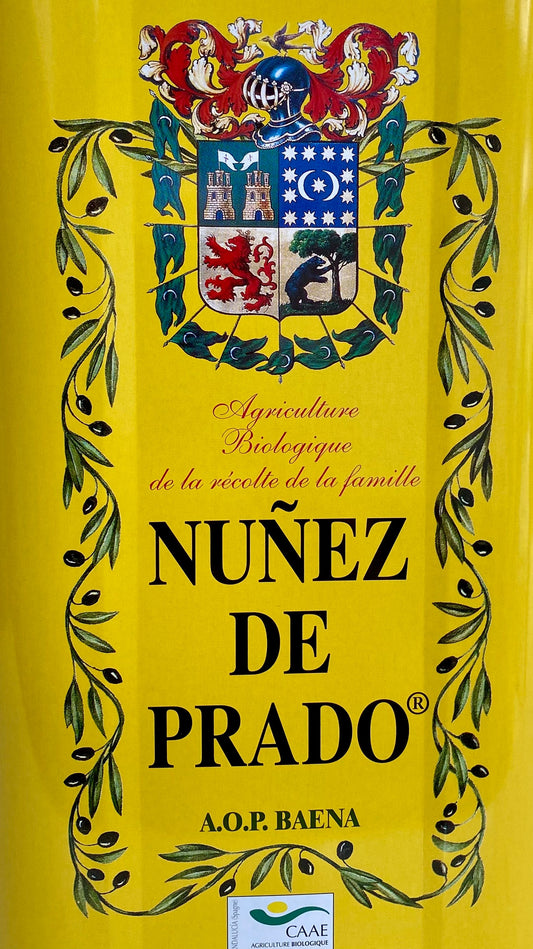 Agriculture
Biologique
de la récolte de la famille
NUÑEZ
DE
PRADO®
A.O.P. BAENA
CAAE
AGRICULTURE BIOLOGIQUE